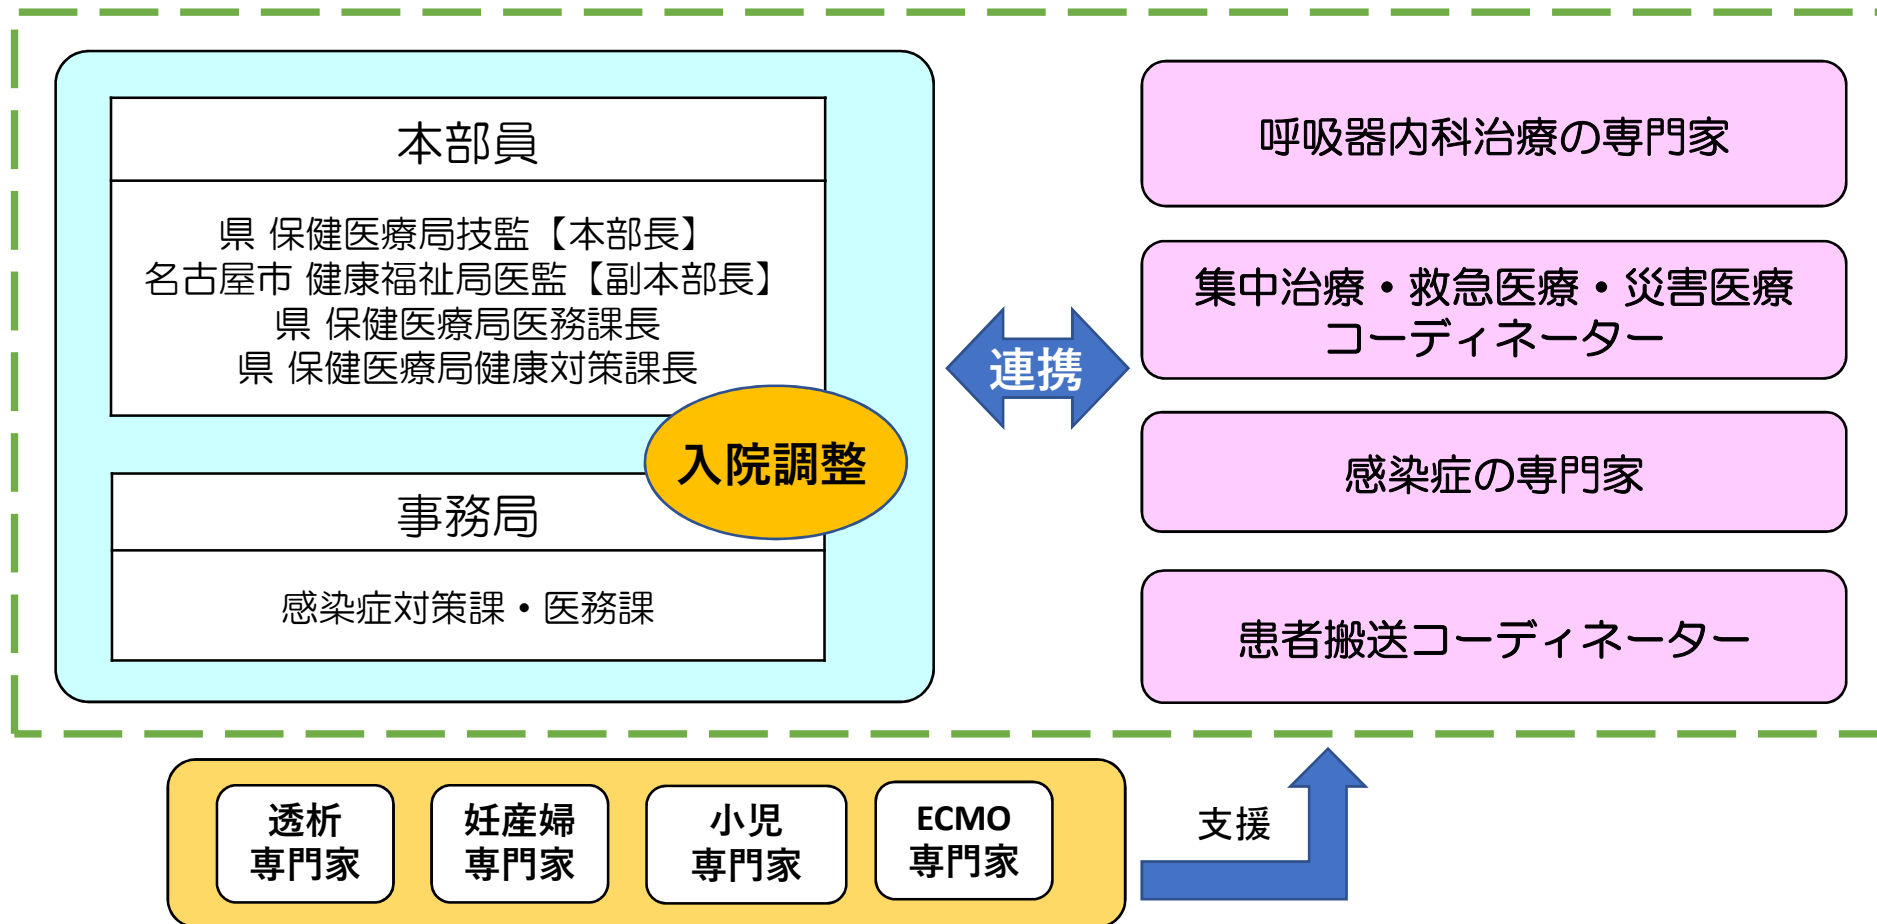 本部員
県 保健医療局技監【本部長】
名古屋市 健康福祉局医監【副本部長】
県 保健医療局医務課長
県 保健医療局健康対策課長
入院調整
事務局
感染症対策課・医務課
連携
呼吸器内科治療の専門家
集中治療・救急医療・災害医療
コーディネーター
感染症の専門家
患者搬送コーディネーター
透析
専門家
妊産婦
専門家
小児
専門家
ECMO
専門家
支援